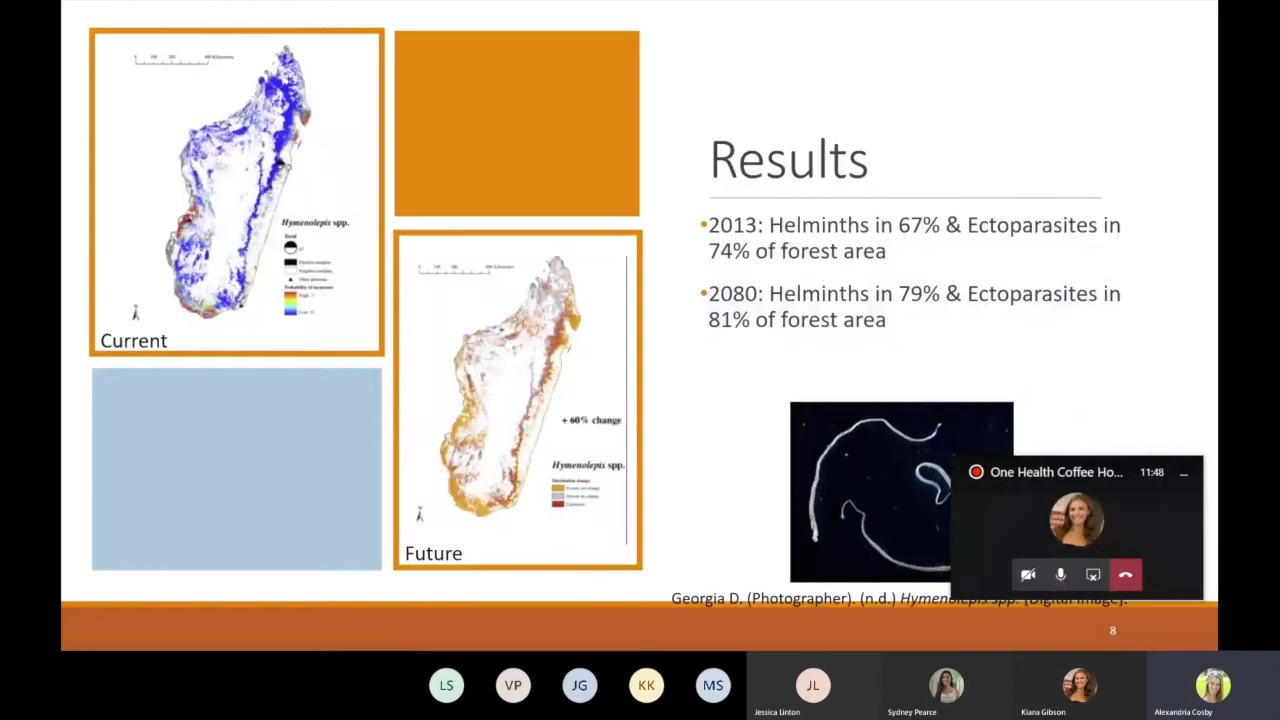 Hymenolepis spp.
Current
+ 60% change
Hymenolepis spp.
Future
Results
•2013: Helminths in 67% & Ectoparasites in
74% of forest area
•2080: Helminths in 79% & Ectoparasites in
81% of forest area
One Health Coffee Ho... 11:48
Georgia D. (Photographer). (n.d.) Hymenolepis spp. [Digital Image].
8
LS VP JG KK MS JL
Jessica Linton Sydney Pearce Kiana Gibson Alexandria Cosby